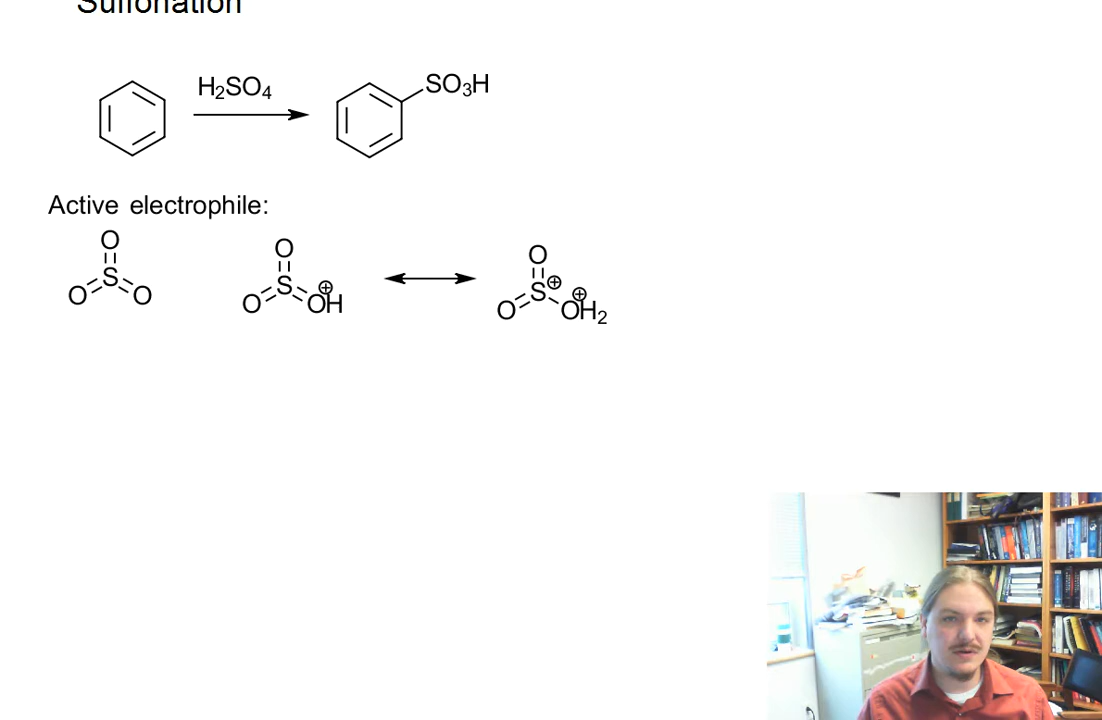 Sulfonation
H₂SO₄
SO₃H
Active electrophile:
O
S
O
O
O
S
O
⊕
OH
O
S
⊕
O
⊕
OH₂